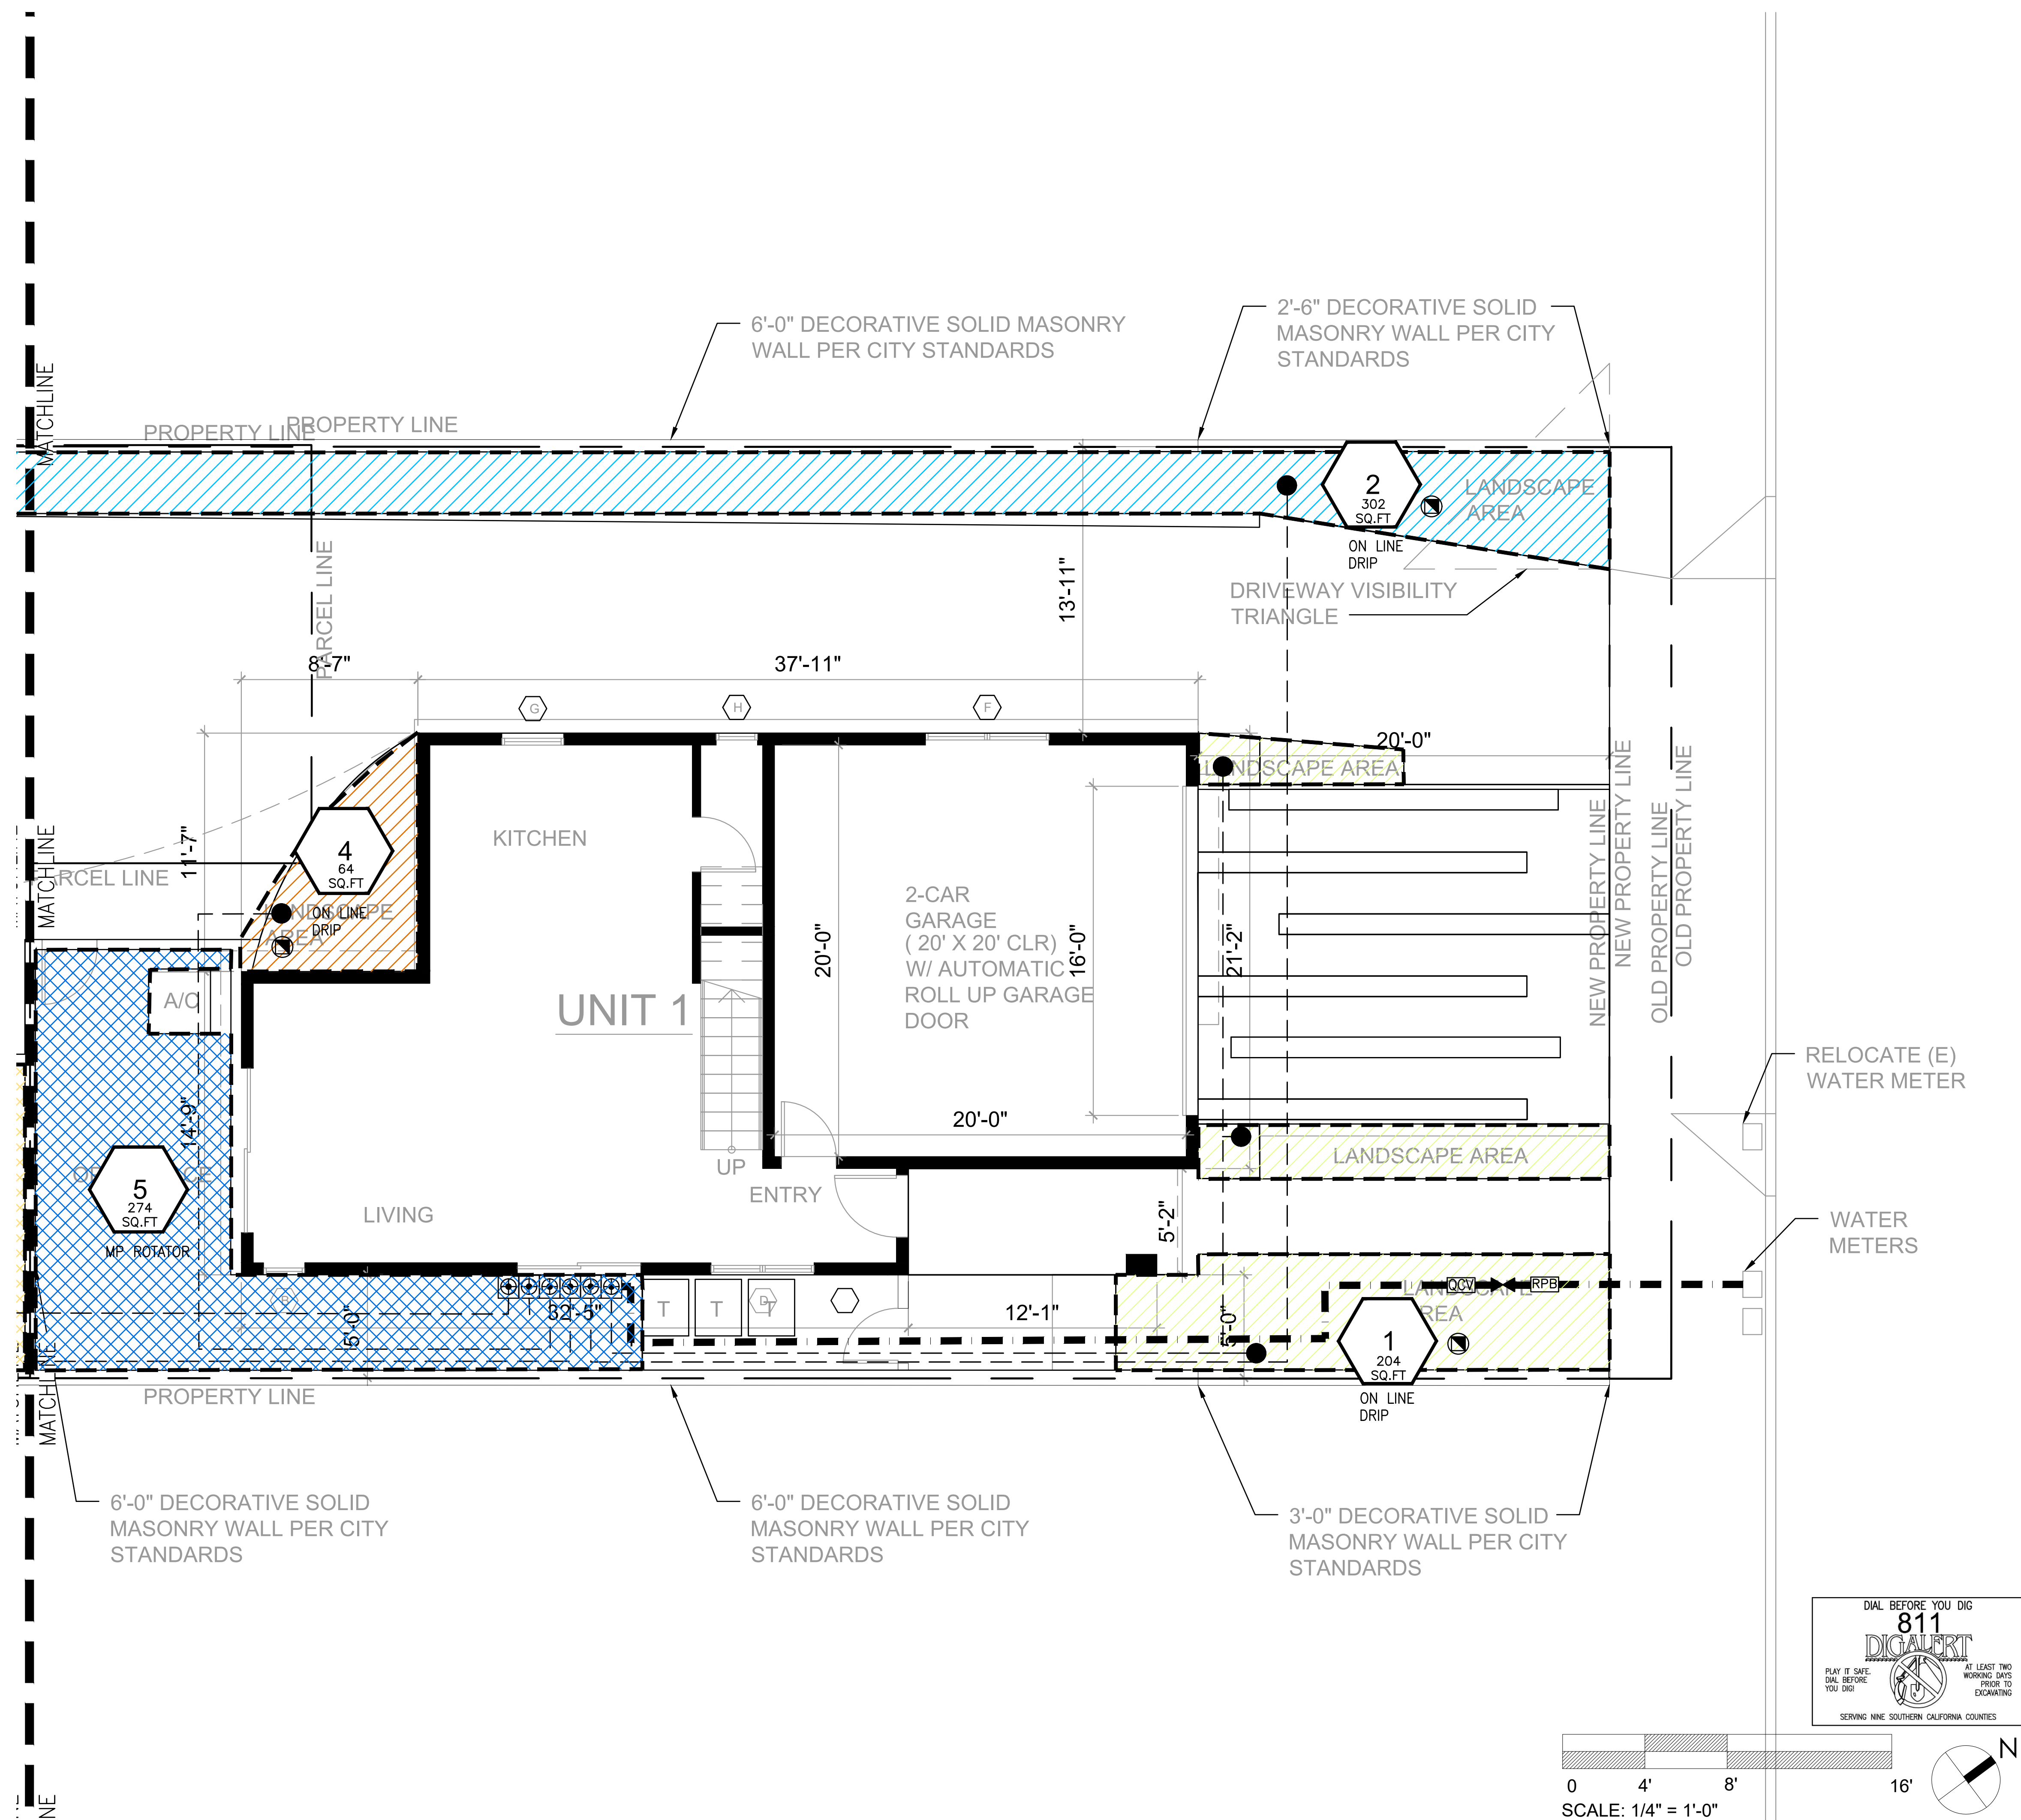 6'-0" DECORATIVE SOLID MASONRY
WALL PER CITY STANDARDS
2'-6" DECORATIVE SOLID
MASONRY WALL PER CITY
STANDARDS
MATCHLINE
PROPERTY LINE
PROPERTY LINE
2
302
SQ.FT
LANDSCAPE
AREA
ON LINE
DRIP
DRIVEWAY VISIBILITY
TRIANGLE
PARCEL LINE
13'-11"
8'-7"
37'-11"
G
H
F
20'-0"
LANDSCAPE AREA
NEW PROPERTY LINE
NEW PROPERTY LINE
OLD PROPERTY LINE
OLD PROPERTY LINE
11'-7"
MATCHLINE
PARCEL LINE
4
64
SQ.FT
ON LINE
DRIP
LANDSCAPE
AREA
KITCHEN
2-CAR
GARAGE
( 20' X 20' CLR)
W/ AUTOMATIC
ROLL UP GARAGE
DOOR
20'-0"
16'-0"
21'-2"
A/C
UNIT 1
RELOCATE (E)
WATER METER
14'-9"
20'-0"
LANDSCAPE AREA
5
274
SQ.FT
MP ROTATOR
UP
ENTRY
LIVING
5'-2"
WATER
METERS
QCV
RPB
LANDSCAPE
AREA
B
32'-5"
T
T
T
D
12'-1"
5'-0"
5'-0"
1
204
SQ.FT
ON LINE
DRIP
MATCHLINE
PROPERTY LINE
6'-0" DECORATIVE SOLID
MASONRY WALL PER CITY
STANDARDS
6'-0" DECORATIVE SOLID
MASONRY WALL PER CITY
STANDARDS
3'-0" DECORATIVE SOLID
MASONRY WALL PER CITY
STANDARDS
DIAL BEFORE YOU DIG
811
DIGALERT
PLAY IT SAFE.
DIAL BEFORE
YOU DIG!
AT LEAST TWO
WORKING DAYS
PRIOR TO
EXCAVATING
SERVING NINE SOUTHERN CALIFORNIA COUNTIES
N
0 4' 8' 16'
SCALE: 1/4" = 1'-0"